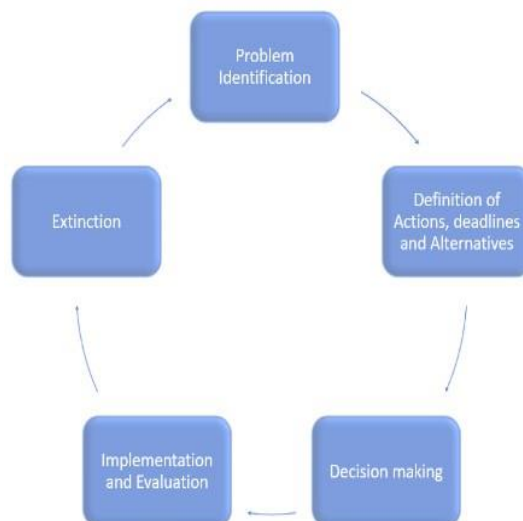 Problem
Identification
Definition of
Actions, deadlines
and Alternatives
Decision making
Implementation
and Evaluation
Extinction